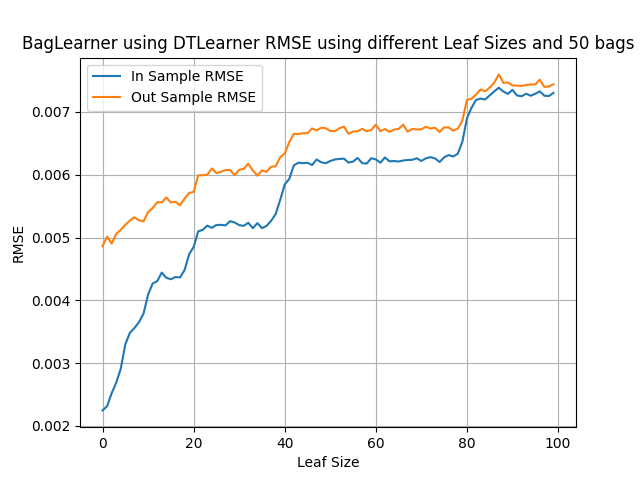 BagLearner using DTLearner RMSE using different Leaf Sizes and 50 bags
In Sample RMSE
Out Sample RMSE
0.007
0.006
0.005
0.004
0.003
0.002
RMSE
0 20 40 60 80 100
Leaf Size